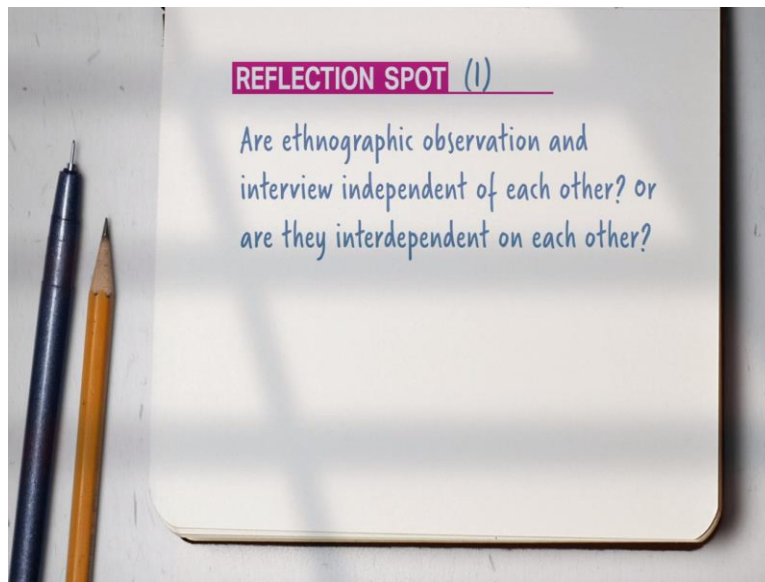 REFLECTION SPOT (1)
Are ethnographic observation and
interview independent of each other? Or
are they interdependent on each other?